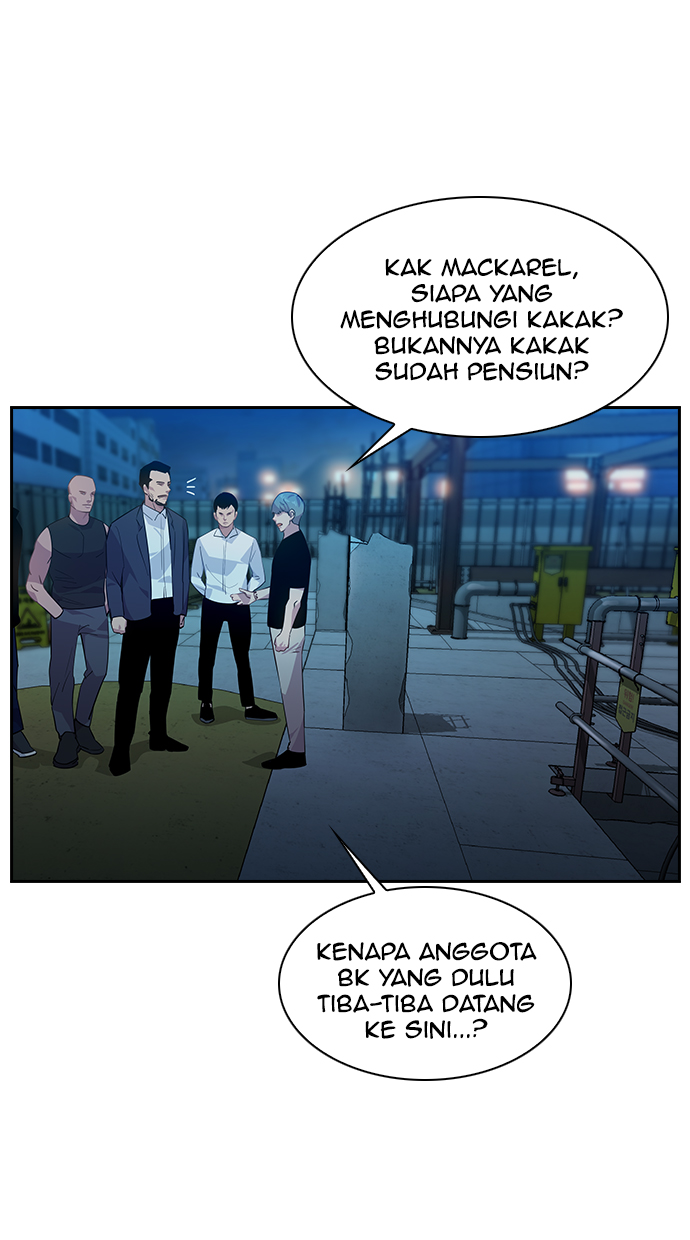 KAK MACKAREL,
SIAPA YANG
MENGHUBUNGI KAKAK?
BUKANNYA KAKAK
SUDAH PENSIUN?
KENAPA ANGGOTA
BK YANG DULU
TIBA-TIBA DATANG
KE SINI...?